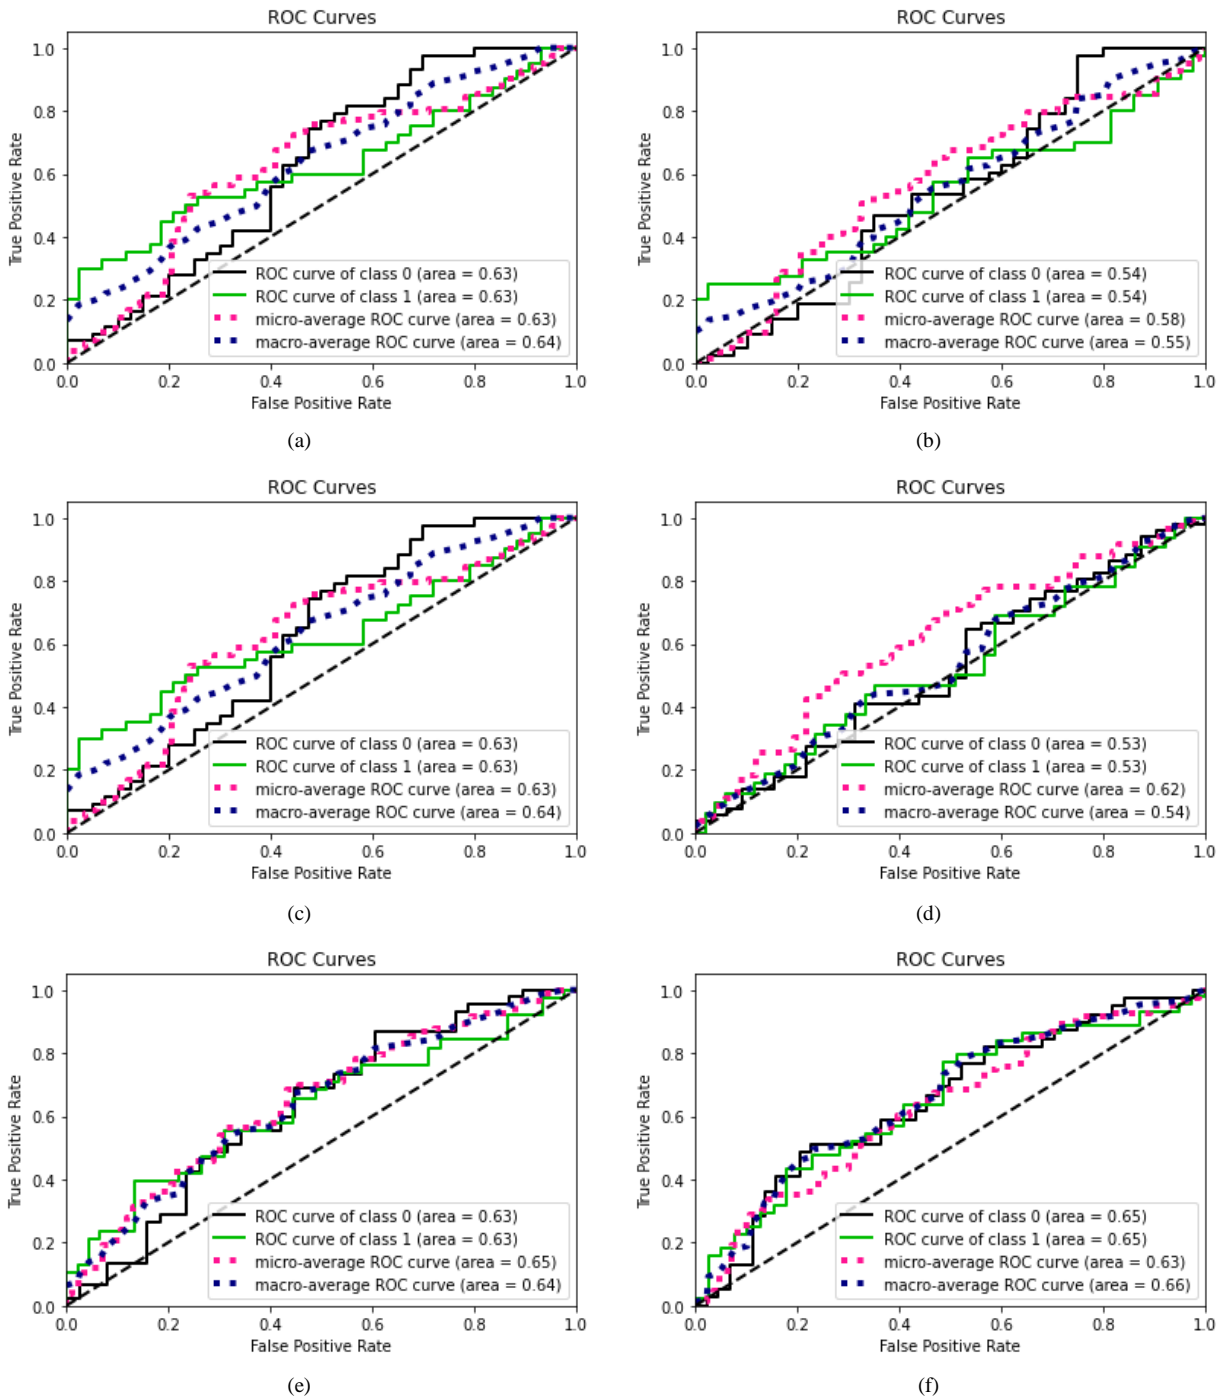 ROC Curves
1.0
0.8
0.6
0.4
0.2
0.0
True Positive Rate
ROC curve of class 0 (area = 0.63)
ROC curve of class 1 (area = 0.63)
micro-average ROC curve (area = 0.63)
macro-average ROC curve (area = 0.64)
0.0 0.2 0.4 0.6 0.8 1.0
False Positive Rate
(a)
ROC Curves
1.0
0.8
0.6
0.4
0.2
0.0
True Positive Rate
ROC curve of class 0 (area = 0.54)
ROC curve of class 1 (area = 0.54)
micro-average ROC curve (area = 0.58)
macro-average ROC curve (area = 0.55)
0.0 0.2 0.4 0.6 0.8 1.0
False Positive Rate
(b)
ROC Curves
1.0
0.8
0.6
0.4
0.2
0.0
True Positive Rate
ROC curve of class 0 (area = 0.63)
ROC curve of class 1 (area = 0.63)
micro-average ROC curve (area = 0.63)
macro-average ROC curve (area = 0.64)
0.0 0.2 0.4 0.6 0.8 1.0
False Positive Rate
(c)
ROC Curves
1.0
0.8
0.6
0.4
0.2
0.0
True Positive Rate
ROC curve of class 0 (area = 0.53)
ROC curve of class 1 (area = 0.53)
micro-average ROC curve (area = 0.62)
macro-average ROC curve (area = 0.54)
0.0 0.2 0.4 0.6 0.8 1.0
False Positive Rate
(d)
ROC Curves
1.0
0.8
0.6
0.4
0.2
0.0
True Positive Rate
ROC curve of class 0 (area = 0.63)
ROC curve of class 1 (area = 0.63)
micro-average ROC curve (area = 0.65)
macro-average ROC curve (area = 0.64)
0.0 0.2 0.4 0.6 0.8 1.0
False Positive Rate
(e)
ROC Curves
1.0
0.8
0.6
0.4
0.2
0.0
True Positive Rate
ROC curve of class 0 (area = 0.65)
ROC curve of class 1 (area = 0.65)
micro-average ROC curve (area = 0.63)
macro-average ROC curve (area = 0.66)
0.0 0.2 0.4 0.6 0.8 1.0
False Positive Rate
(f)